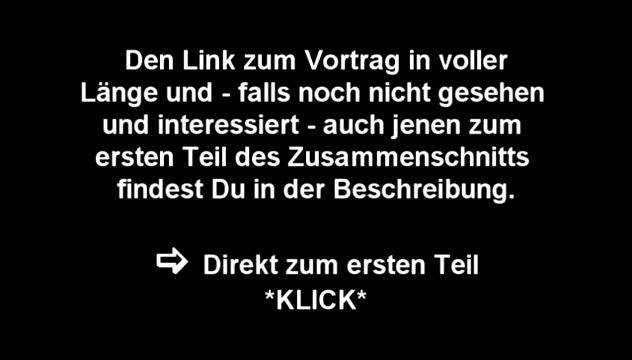 Den Link zum Vortrag in voller
Länge und - falls noch nicht gesehen
und interessiert - auch jenen zum
ersten Teil des Zusammenschnitts
findest Du in der Beschreibung.
➯ Direkt zum ersten Teil
*KLICK*